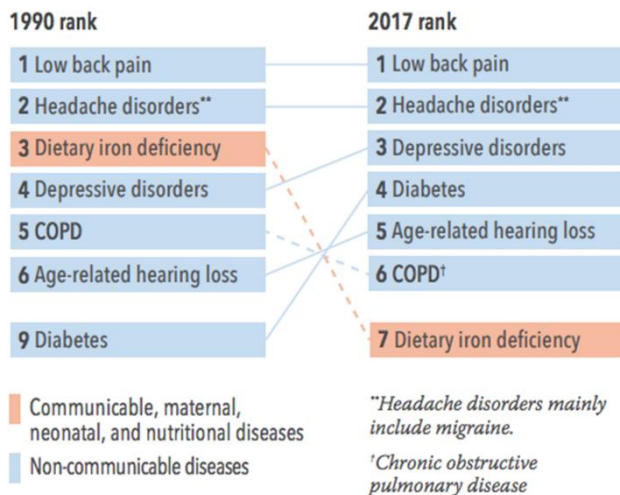 1990 rank
1 Low back pain
2 Headache disorders**
3 Dietary iron deficiency
4 Depressive disorders
5 COPD
6 Age-related hearing loss
9 Diabetes
2017 rank
1 Low back pain
2 Headache disorders**
3 Depressive disorders
4 Diabetes
5 Age-related hearing loss
6 COPD†
7 Dietary iron deficiency
Communicable, maternal,
neonatal, and nutritional diseases
Non-communicable diseases
**Headache disorders mainly
include migraine.
†Chronic obstructive
pulmonary disease